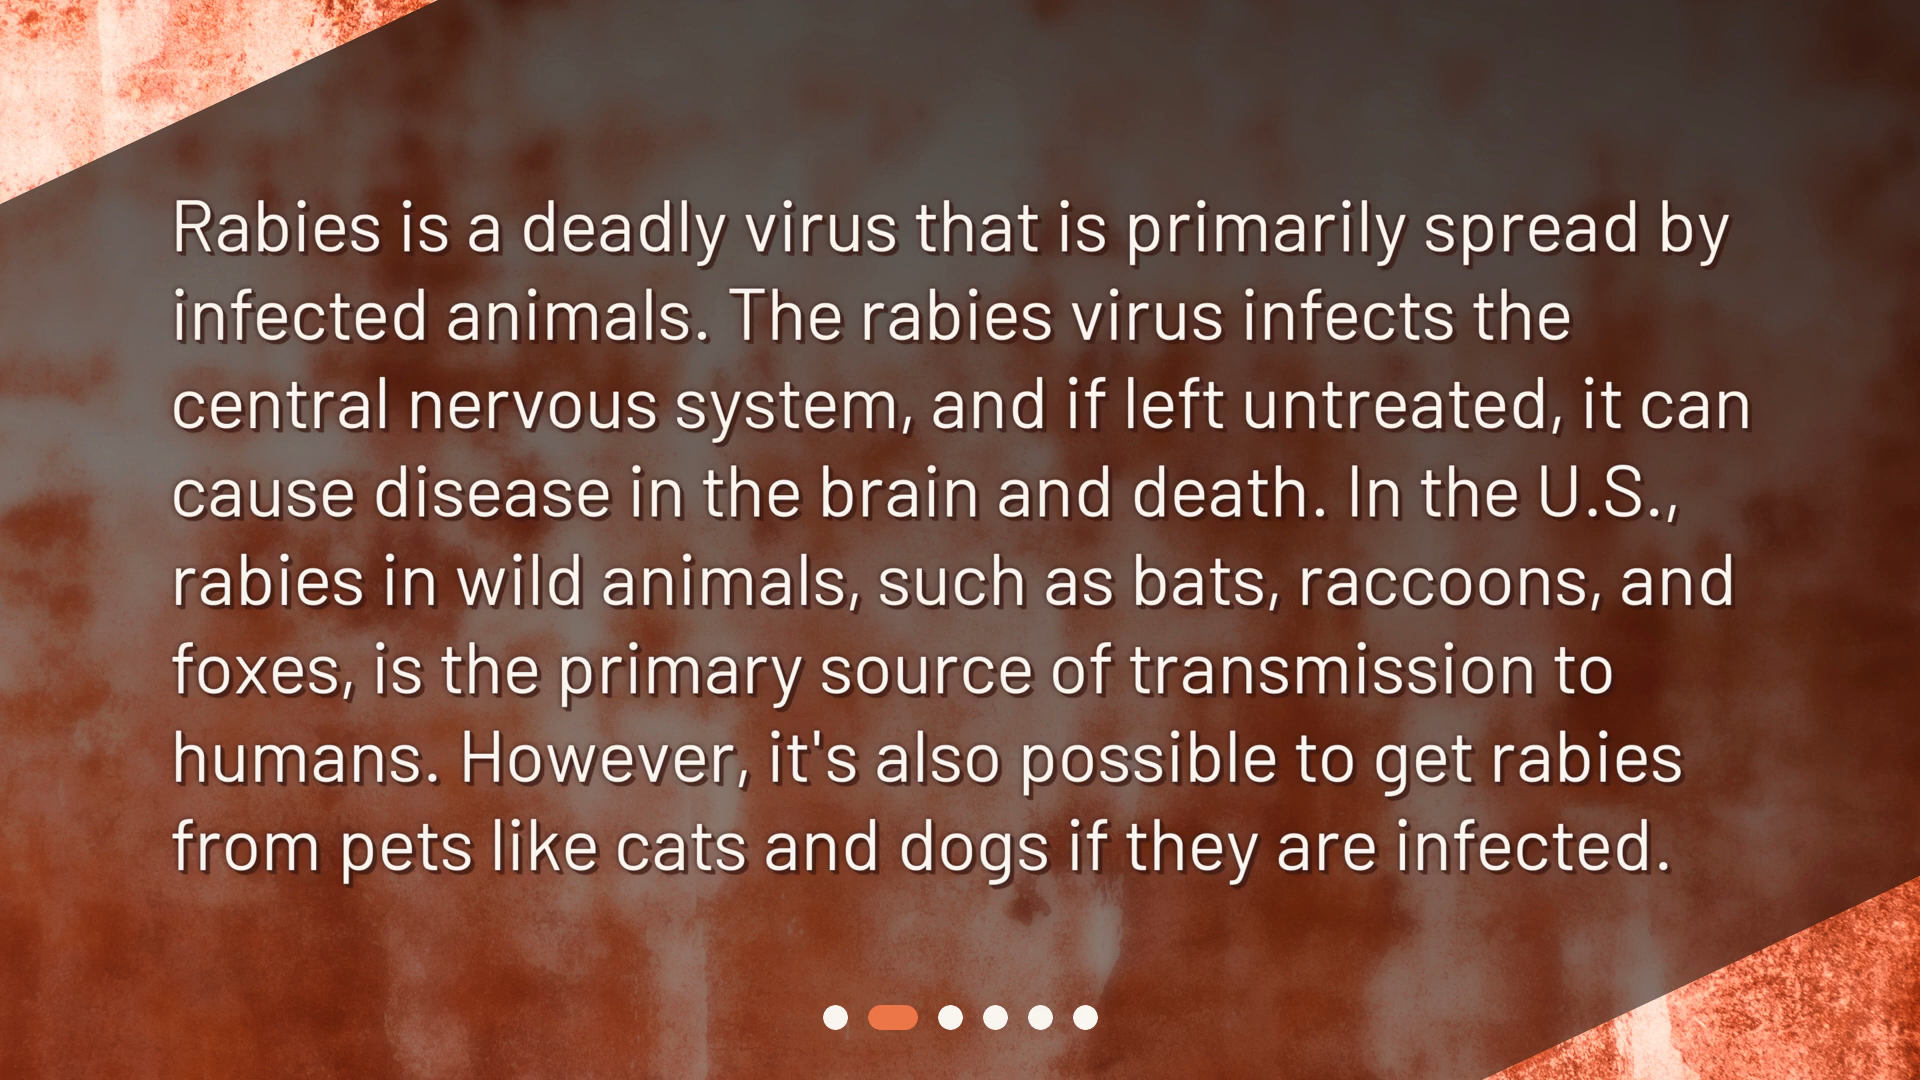 Rabies is a deadly virus that is primarily spread by
infected animals. The rabies virus infects the
central nervous system, and if left untreated, it can
cause disease in the brain and death. In the U.S.,
rabies in wild animals, such as bats, raccoons, and
foxes, is the primary source of transmission to
humans. However, it's also possible to get rabies
from pets like cats and dogs if they are infected.